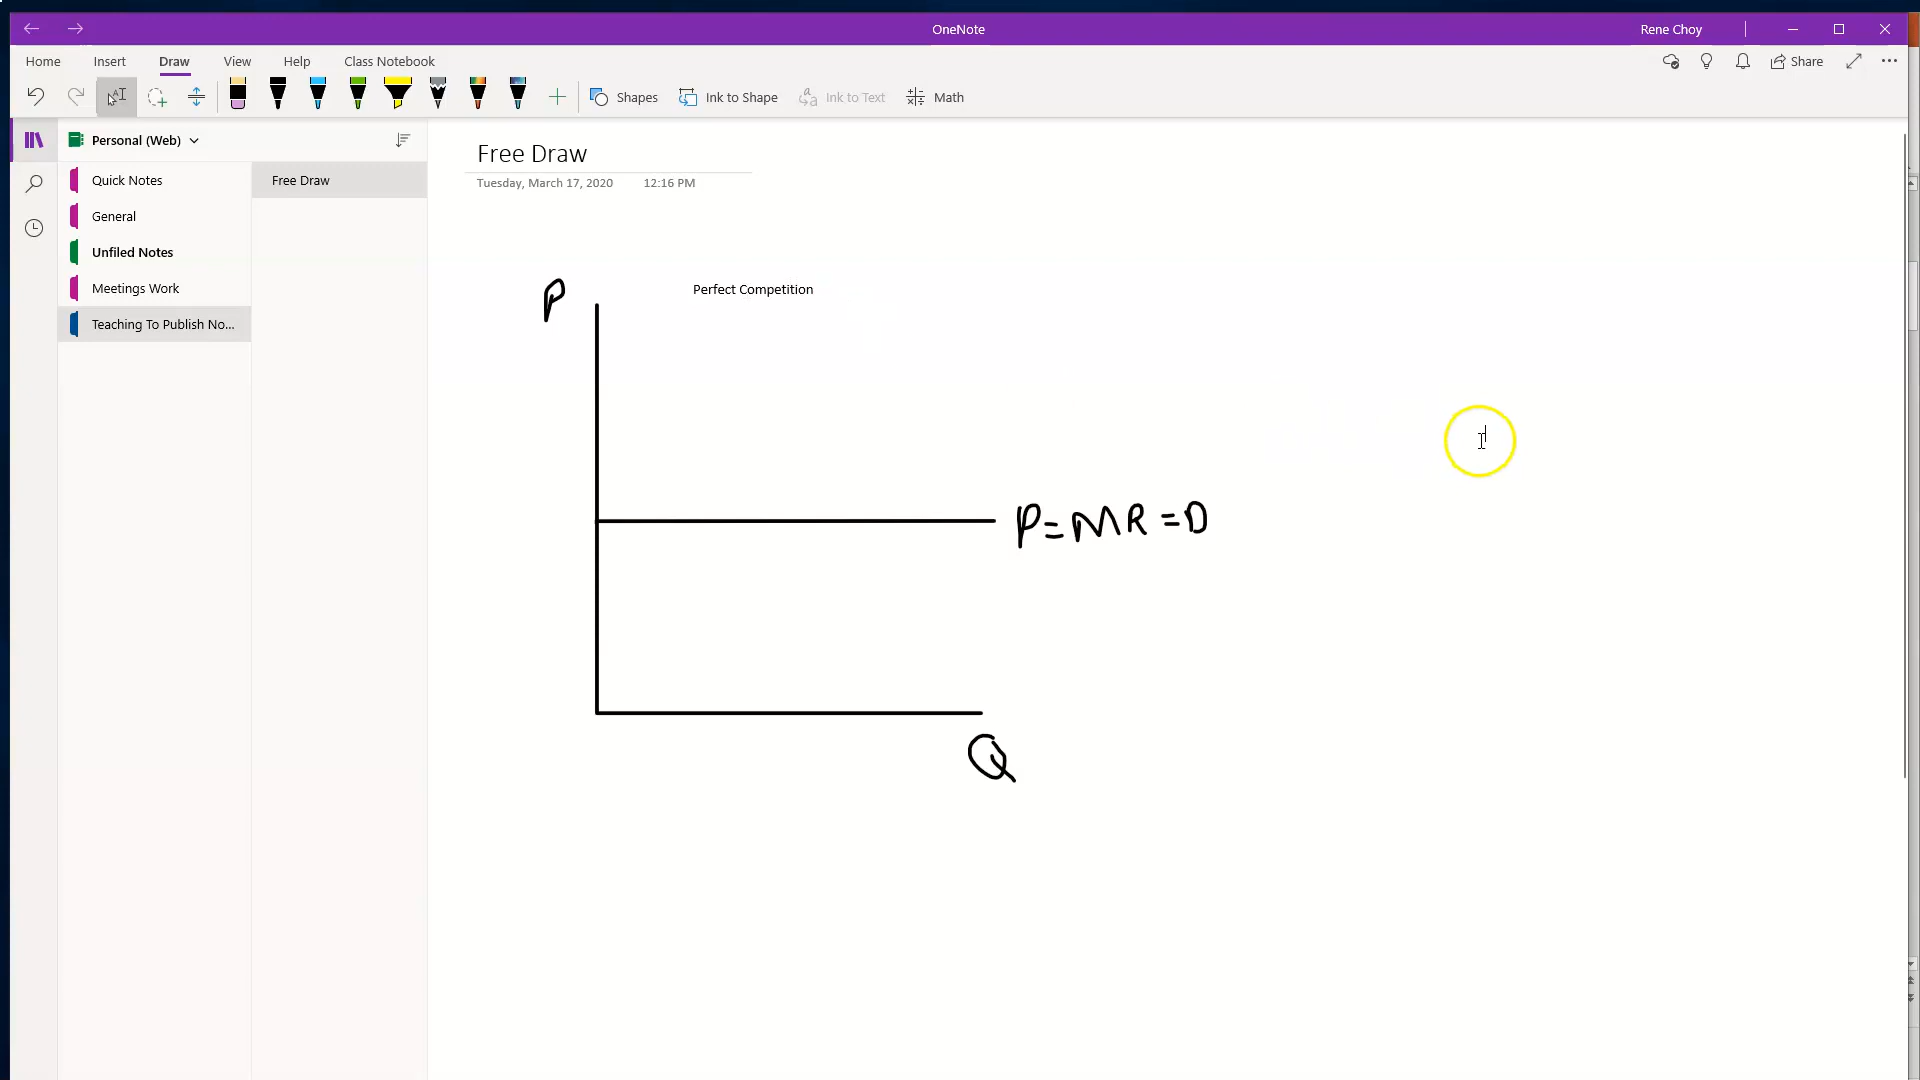 OneNote
Rene Choy
Home Insert Draw View Help Class Notebook
Share
Shapes Ink to Shape Ink to Text Math
Personal (Web)
Quick Notes
General
Unfiled Notes
Meetings Work
Teaching To Publish No...
Free Draw
Free Draw
Tuesday, March 17, 2020 12:16 PM
Perfect Competition
P
P=MR=D
Q